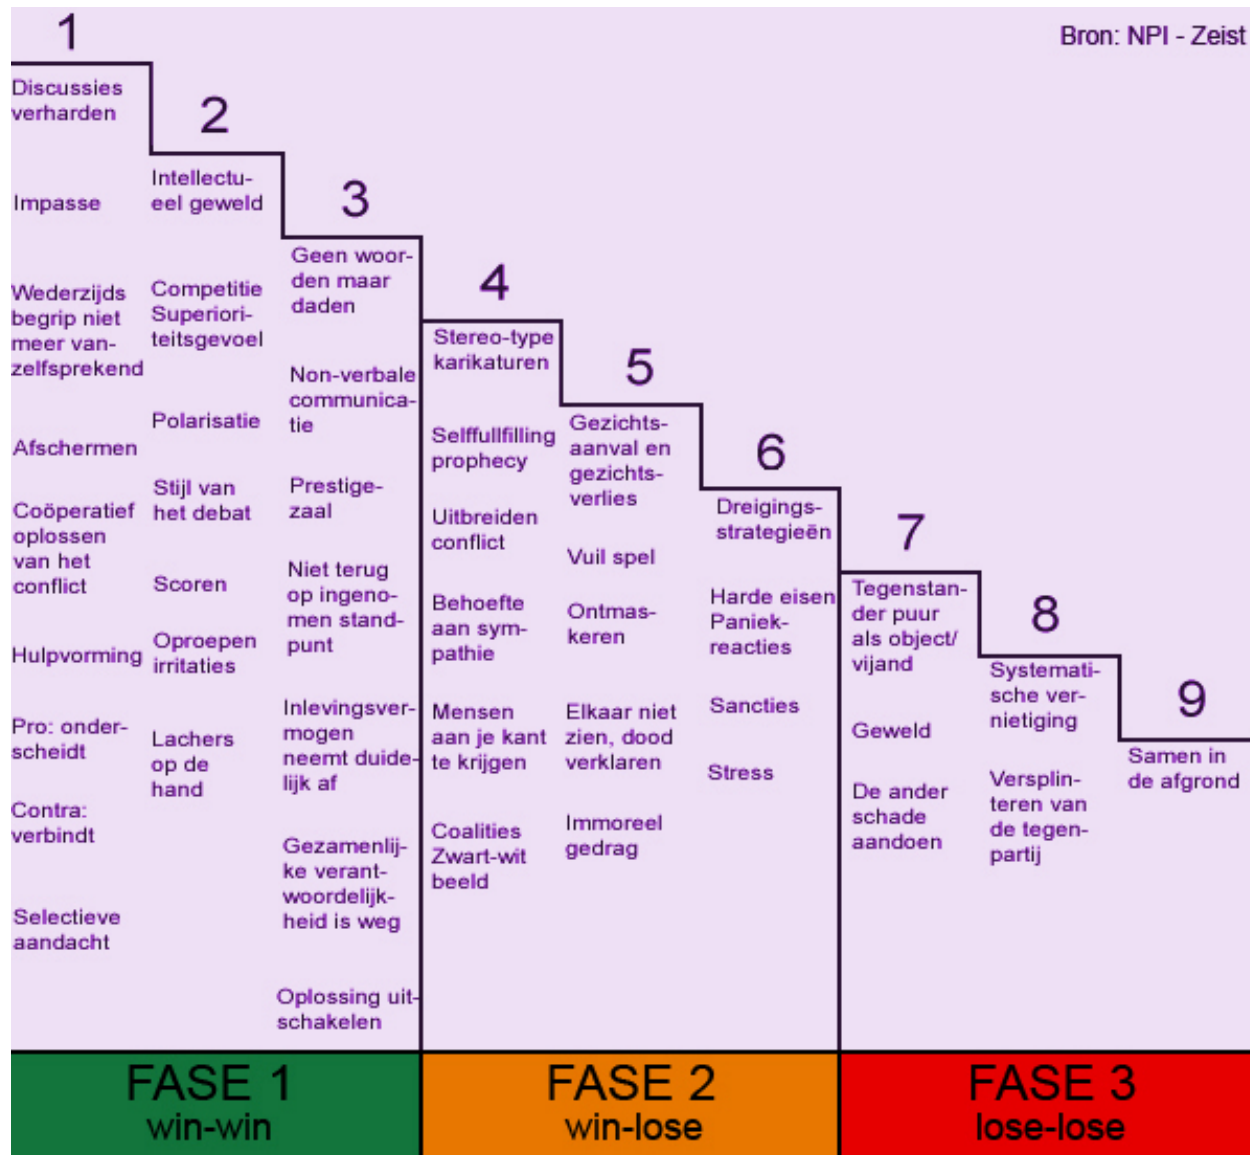 Bron: NPI - Zeist
1
Discussies
verharden
Impasse
Wederzijds
begrip niet
meer van-
zelfsprekend
Afschermen
Coöperatief
oplossen
van het
conflict
Hulpvorming
Pro: onder-
scheidt
Contra:
verbindt
Selectieve
aandacht
2
Intellectu-
eel geweld
Competitie
Superiori-
teitsgevoel
Polarisatie
Stijl van
het debat
Scoren
Oproepen
irritaties
Lachers
op de
hand
3
Geen woor-
den maar
daden
Non-verbale
communica-
tie
Prestige-
zaal
Niet terug
op ingeno-
men stand-
punt
Inlevingsver
mogen
neemt duide-
lijk af
Gezamenlij-
ke verant-
woordelijk-
heid is weg
Oplossing uit-
schakelen
4
Stereo-type
karikaturen
Selffullfilling
prophecy
Uitbreiden
conflict
Behoefte
aan sym-
pathie
Mensen
aan je kant
te krijgen
Coalities
Zwart-wit
beeld
5
Gezichts-
aanval en
gezichts-
verlies
Vuil spel
Ontmas-
keren
Elkaar niet
zien, dood
verklaren
Immoreel
gedrag
6
Dreigings-
strategieën
Harde eisen
Paniek-
reacties
Sancties
Stress
7
Tegenstan-
der puur
als object/
vijand
Geweld
De ander
schade
aandoen
8
Systemati-
sche ver-
nietiging
Versplin-
teren van
de tegen-
partij
9
Samen in
de afgrond
FASE 1
win-win
FASE 2
win-lose
FASE 3
lose-lose